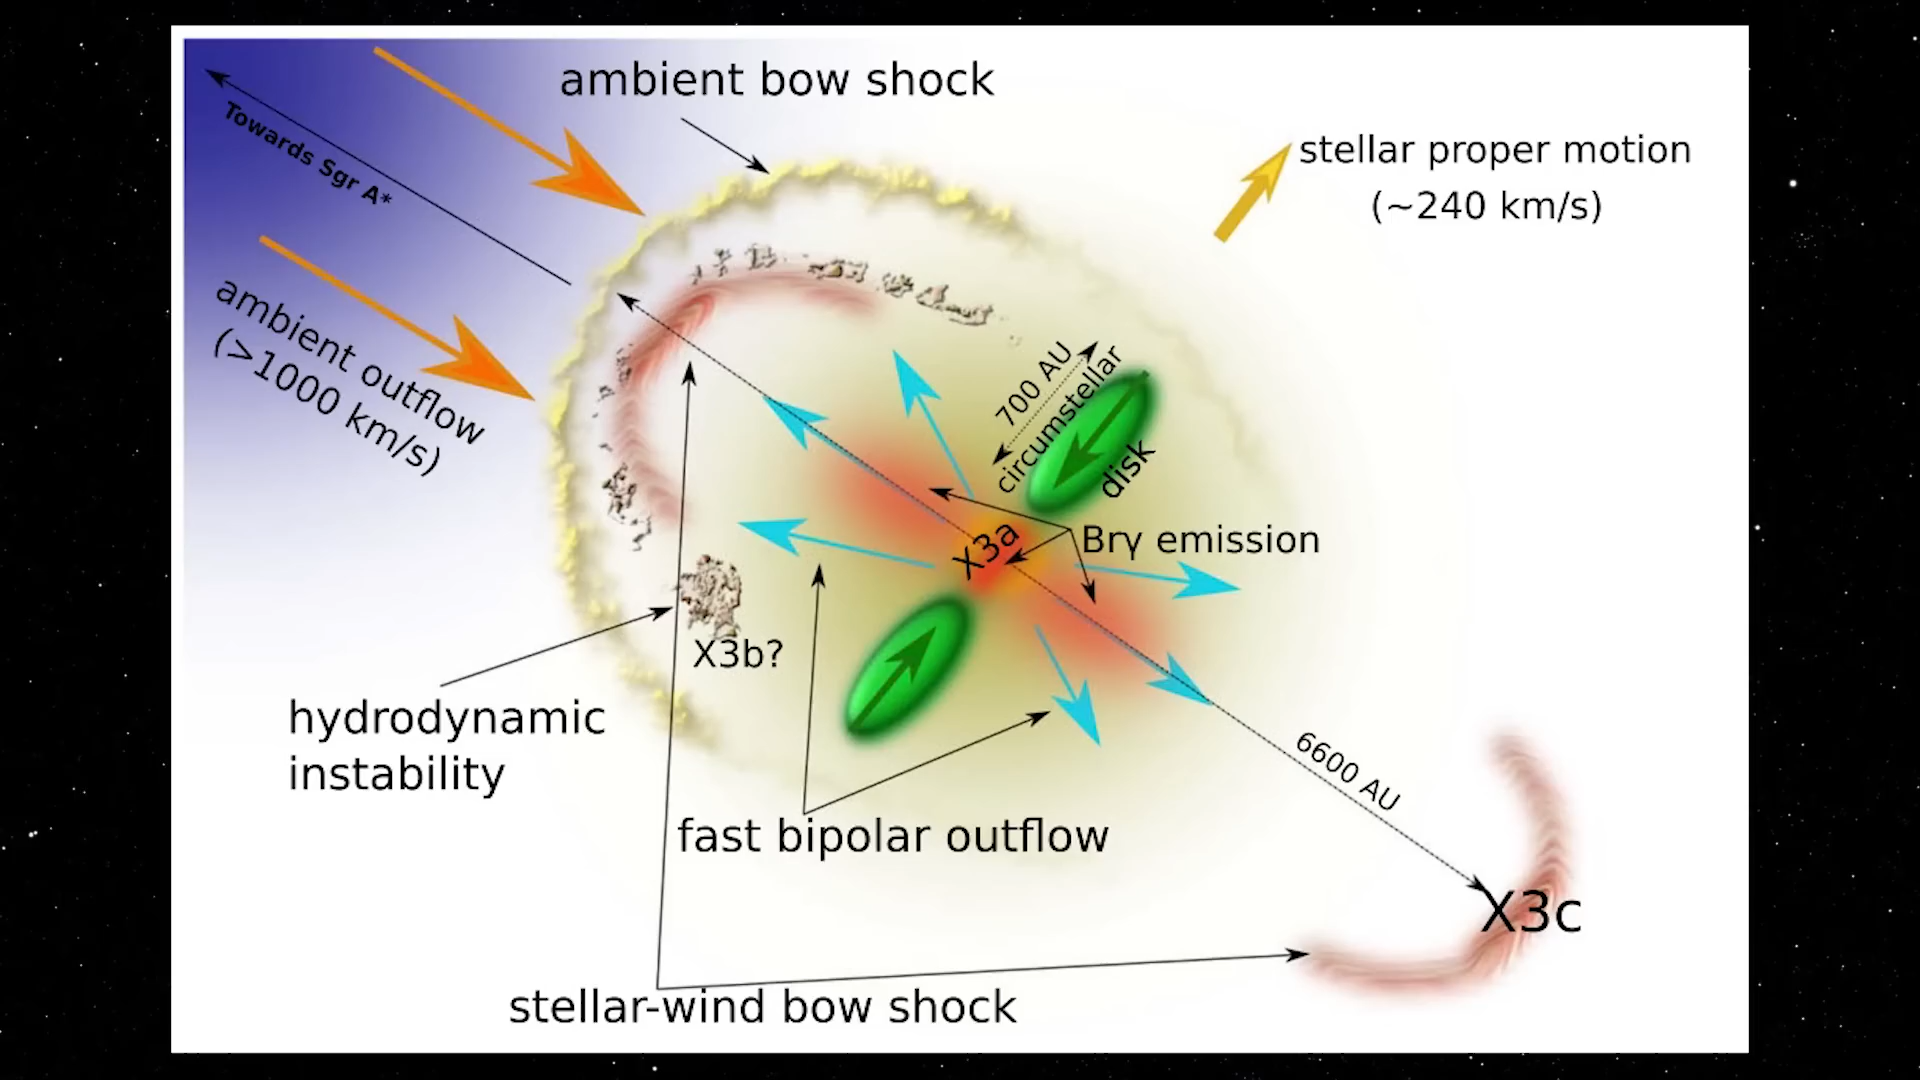 ambient bow shock
Towards Sgr A*
stellar proper motion
(~240 km/s)
ambient outflow
(>1000 km/s)
700 AU
circumstellar
disk
X3a
Brγ emission
X3b?
hydrodynamic
instability
6600 AU
fast bipolar outflow
X3c
stellar-wind bow shock